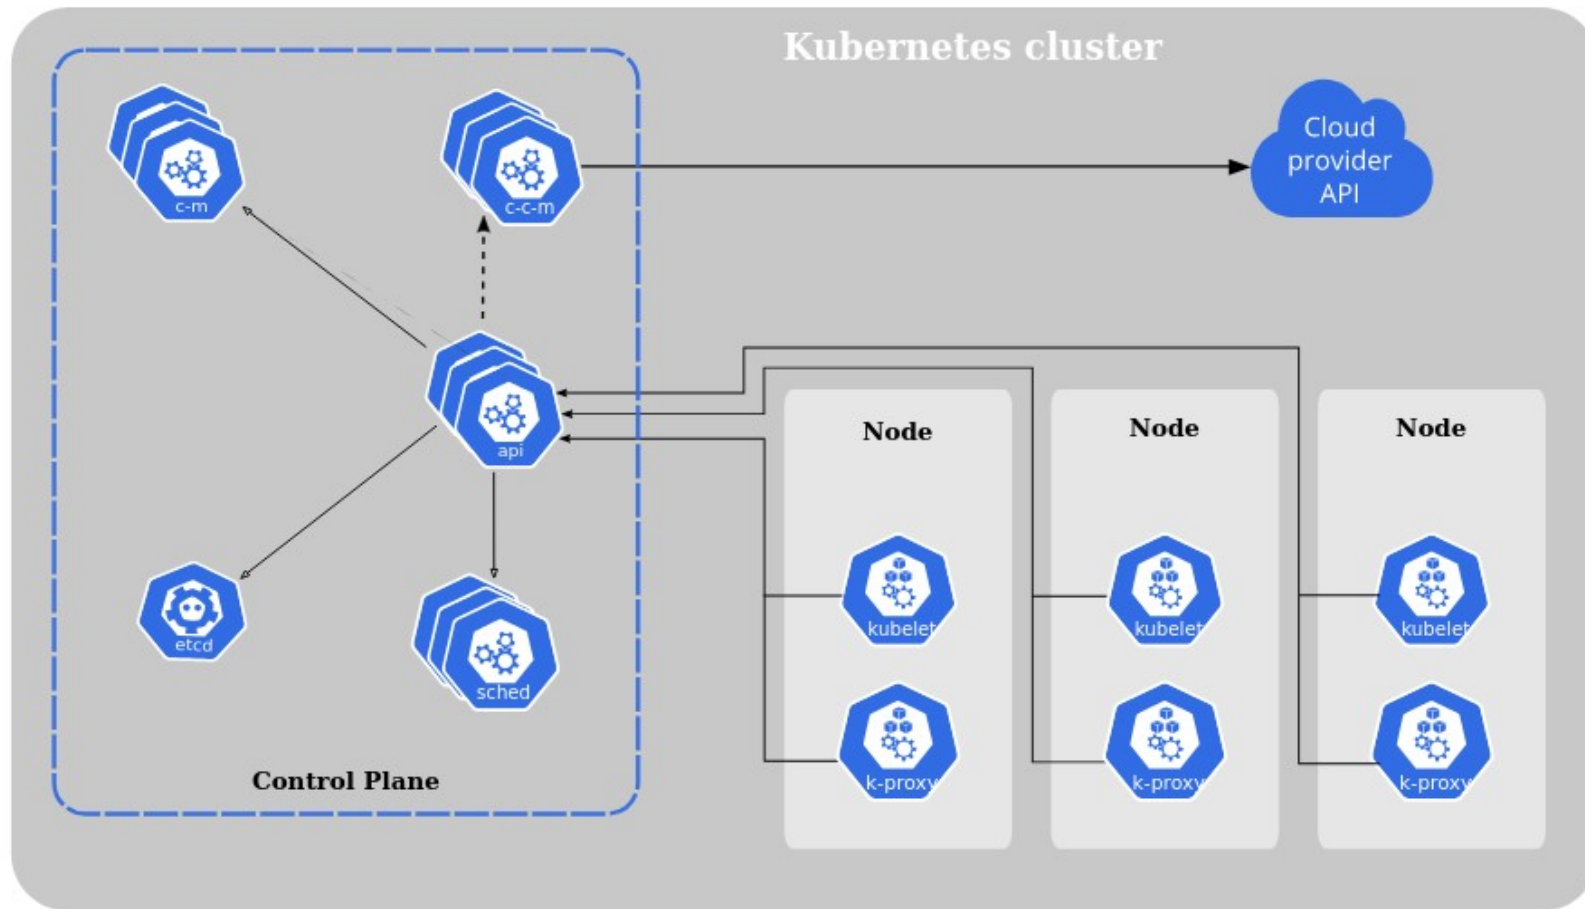 Kubernetes cluster
c-m
c-c-m
Cloud
provider
API
api
Node
Node
Node
etcd
sched
kubelet
kubelet
kubelet
k-proxy
k-proxy
k-proxy
Control Plane